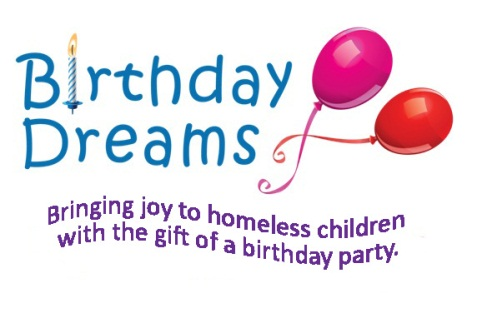 Birthday
Dreams
Bringing joy to homeless children
with the gift of a birthday party.